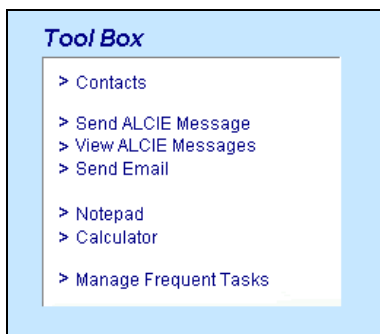 Tool Box
> Contacts
> Send ALCIE Message
> View ALCIE Messages
> Send Email
> Notepad
> Calculator
> Manage Frequent Tasks